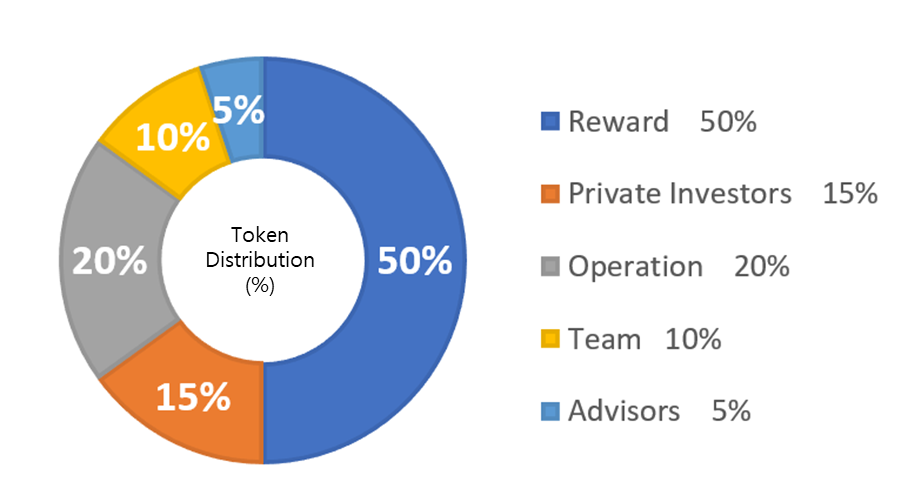 5%
10%
20%
50%
15%
Token
Distribution
(%)
Reward 50%
Private Investors 15%
Operation 20%
Team 10%
Advisors 5%